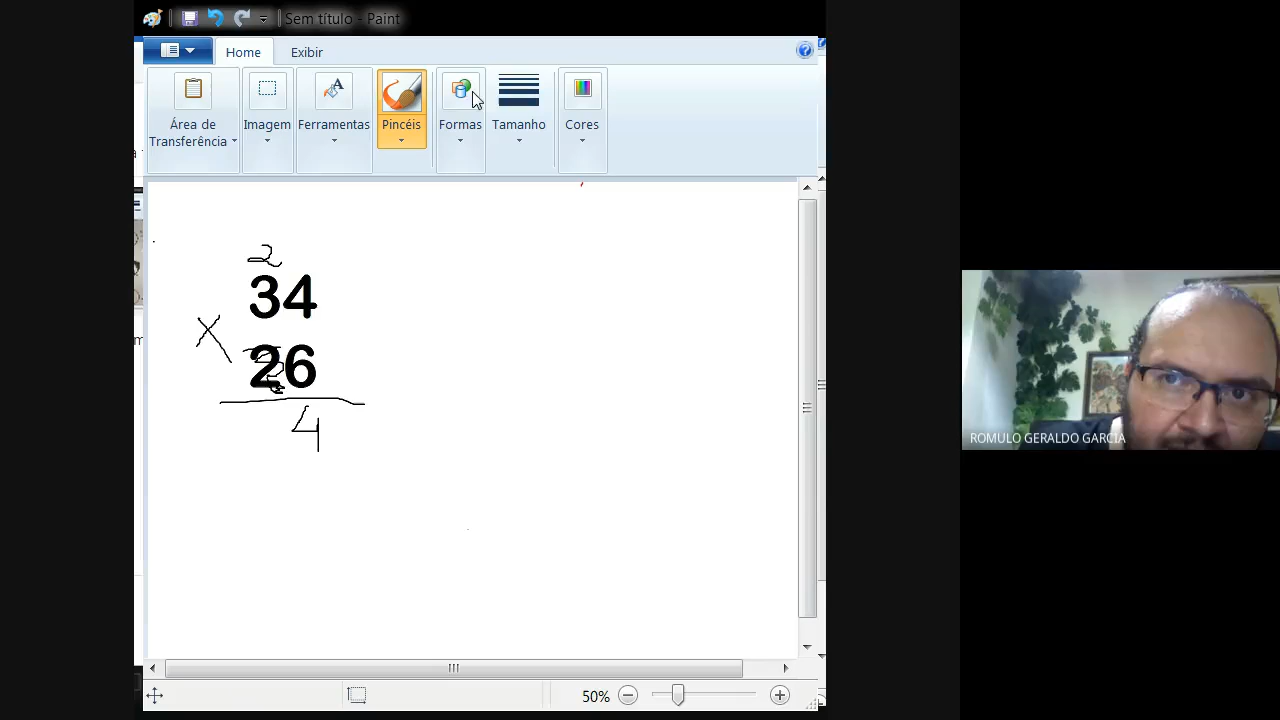 Sem título - Paint
Home Exibir
Área de Transferência
Imagem
Ferramentas
Pincéis
Formas
Tamanho
Cores
2
34
X 26
4
50%
ROMULO GERALDO GARCIA